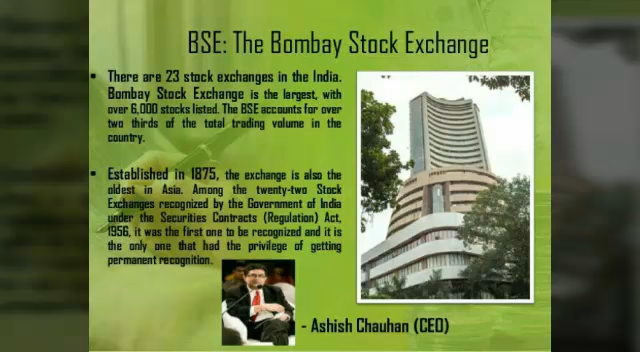 BSE: The Bombay Stock Exchange
• There are 23 stock exchanges in the India.
Bombay Stock Exchange is the largest, with
over 6,000 stocks listed. The BSE accounts for over
two thirds of the total trading volume in the
country.
• Established in 1875, the exchange is also the
oldest in Asia. Among the twenty-two Stock
Exchanges recognized by the Government of India
under the Securities Contracts (Regulation) Act,
1956, it was the first one to be recognized and it is
the only one that had the privilege of getting
permanent recognition.
- Ashish Chauhan (CEO)